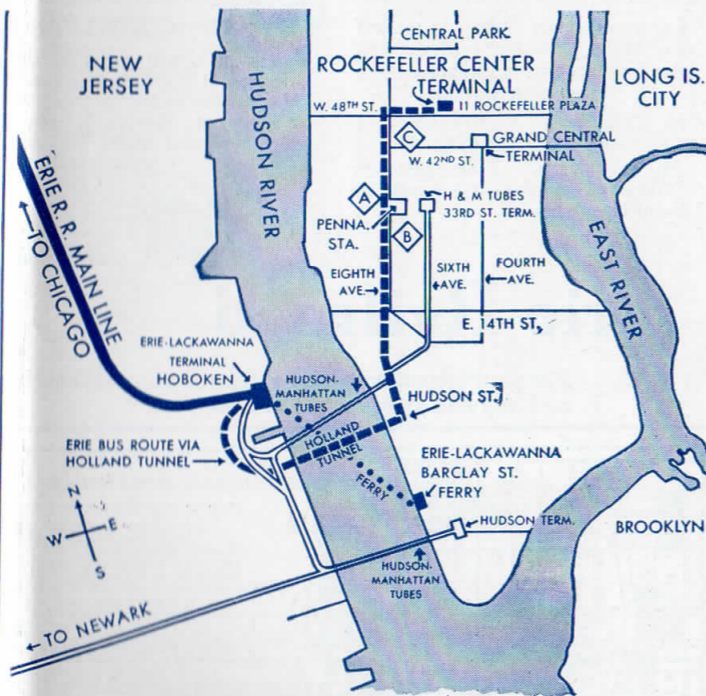 CENTRAL PARK
NEW
JERSEY
HUDSON RIVER
ROCKEFELLER CENTER
TERMINAL
LONG IS.
CITY
W. 48TH ST.
11 ROCKEFELLER PLAZA
C
GRAND CENTRAL
TERMINAL
W. 42ND ST.
A
H & M TUBES
33RD ST. TERM.
PENNA.
STA.
B
ERIE R. R. MAIN LINE
TO CHICAGO
EIGHTH
AVE.
SIXTH
AVE.
FOURTH
AVE.
EAST RIVER
E. 14TH ST.
ERIE-LACKAWANNA
TERMINAL
HOBOKEN
HUDSON-
MANHATTAN
TUBES
HUDSON ST.
HOLLAND
TUNNEL
ERIE BUS ROUTE VIA
HOLLAND TUNNEL
FERRY
ERIE-LACKAWANNA
BARCLAY ST.
FERRY
N
W E
S
HUDSON TERM.
BROOKLYN
HUDSON-
MANHATTAN
TUBES
TO NEWARK